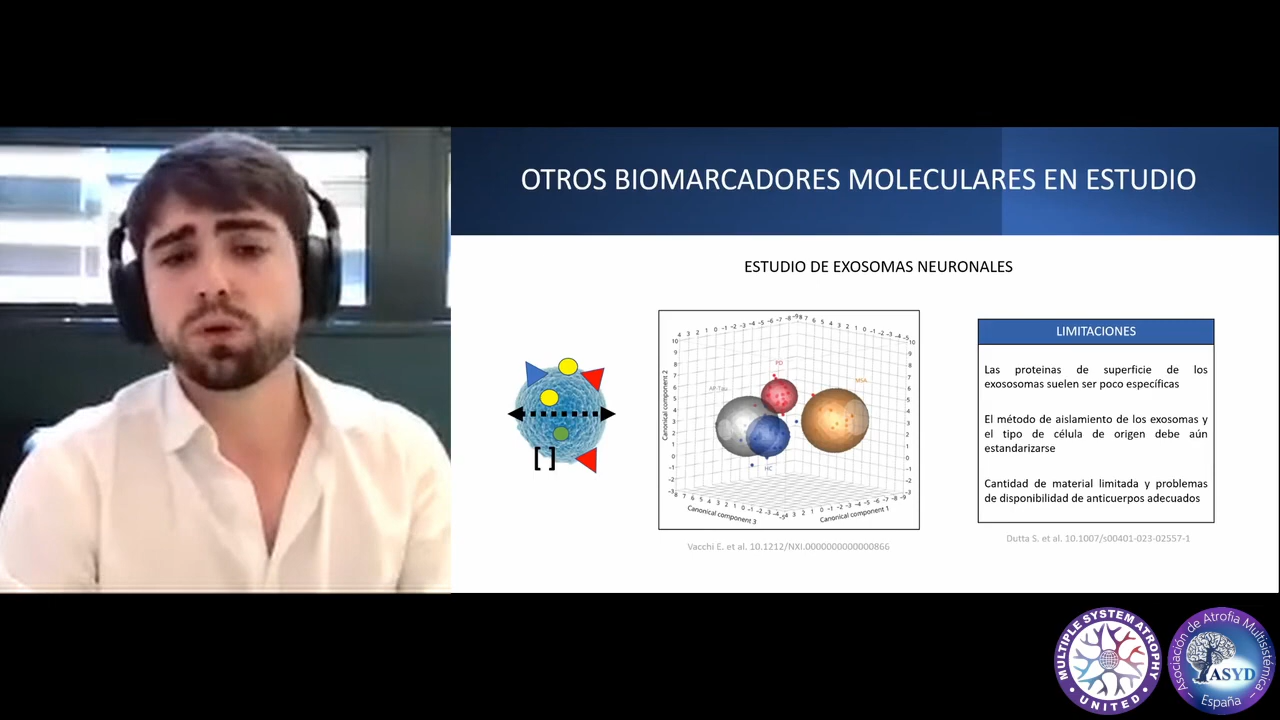 OTROS BIOMARCADORES MOLECULARES EN ESTUDIO
ESTUDIO DE EXOSOMAS NEURONALES
[ ]
Canonical component 2
Canonical component 3
Canonical component 1
PD
MSA
AP-Tau
HC
Vacchi E. et al. 10.1212/NXI.0000000000000866
LIMITACIONES
Las proteinas de superficie de los
exososomas suelen ser poco específicas
El método de aislamiento de los exosomas y
el tipo de célula de origen debe aún
estandarizarse
Cantidad de material limitada y problemas
de disponibilidad de anticuerpos adecuados
Dutta S. et al. 10.1007/s00401-023-02557-1
MULTIPLE SYSTEM ATROPHY
• UNITED •
Asociación de Atrofia Multisistémica
ASYD
España